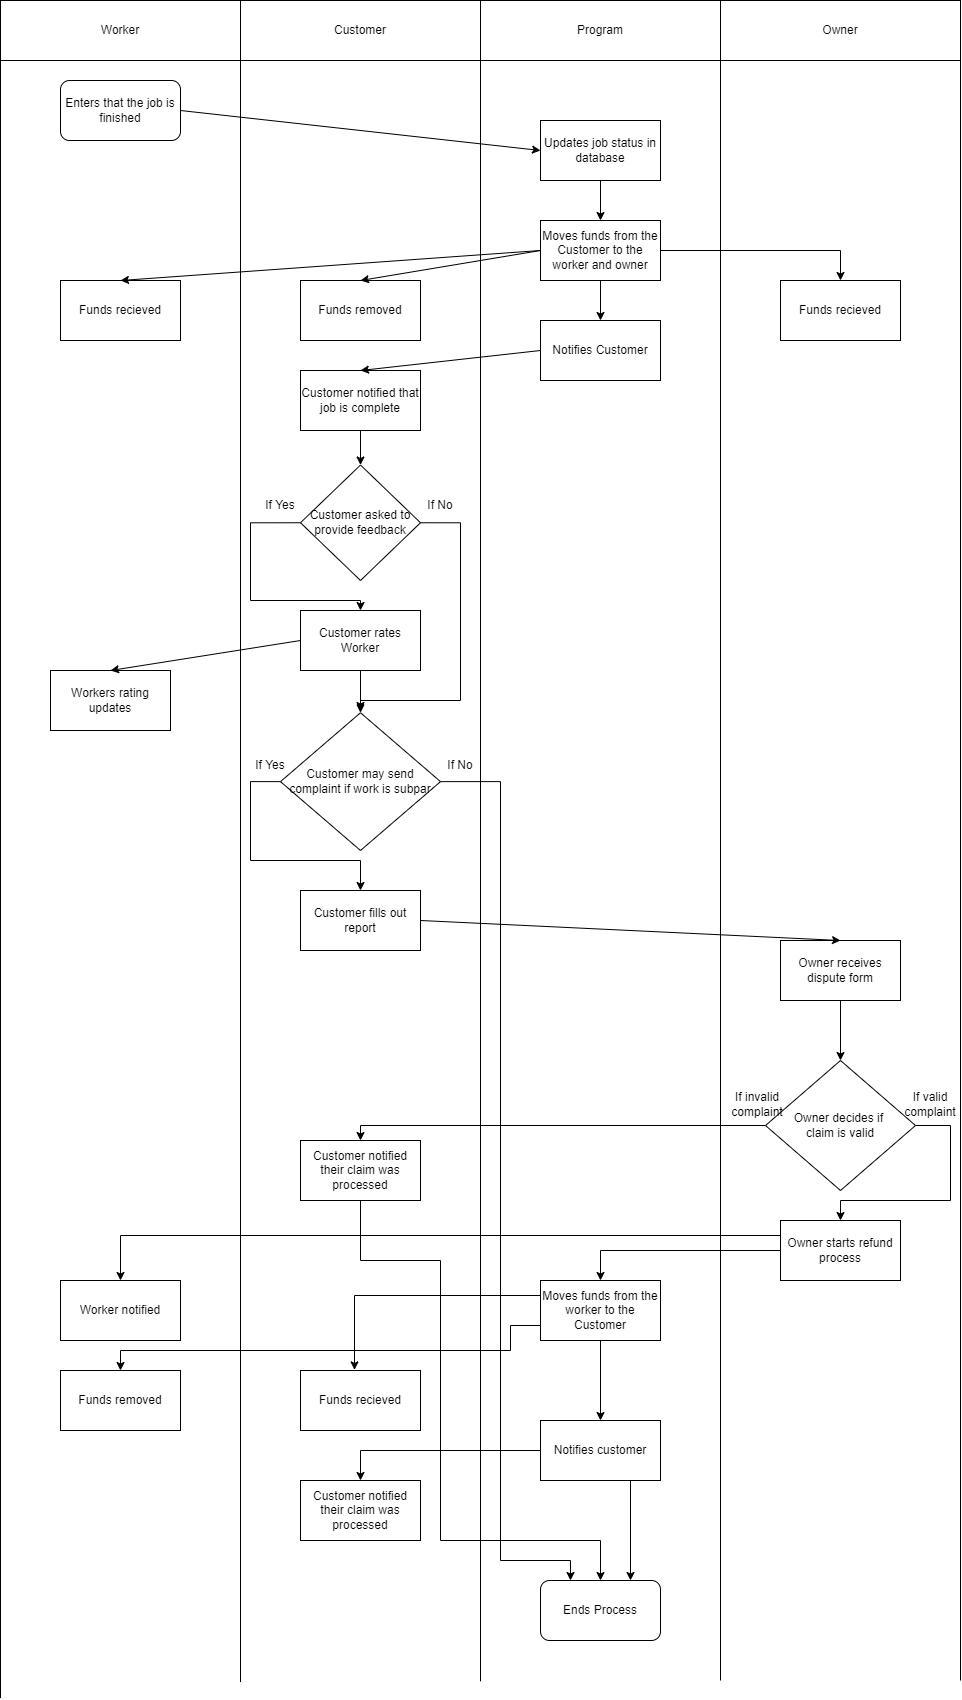 Worker
Customer
Program
Owner
Enters that the job is
finished
Updates job status in
database
Moves funds from the
Customer to the
worker and owner
Funds recieved
Funds removed
Funds recieved
Notifies Customer
Customer notified that
job is complete
If Yes
If No
Customer asked to
provide feedback
Customer rates
Worker
Workers rating
updates
If Yes
If No
Customer may send
complaint if work is subpar
Customer fills out
report
Owner receives
dispute form
If invalid
complaint
If valid
complaint
Owner decides if
claim is valid
Customer notified
their claim was
processed
Owner starts refund
process
Worker notified
Moves funds from the
worker to the
Customer
Funds removed
Funds recieved
Notifies customer
Customer notified
their claim was
processed
Ends Process